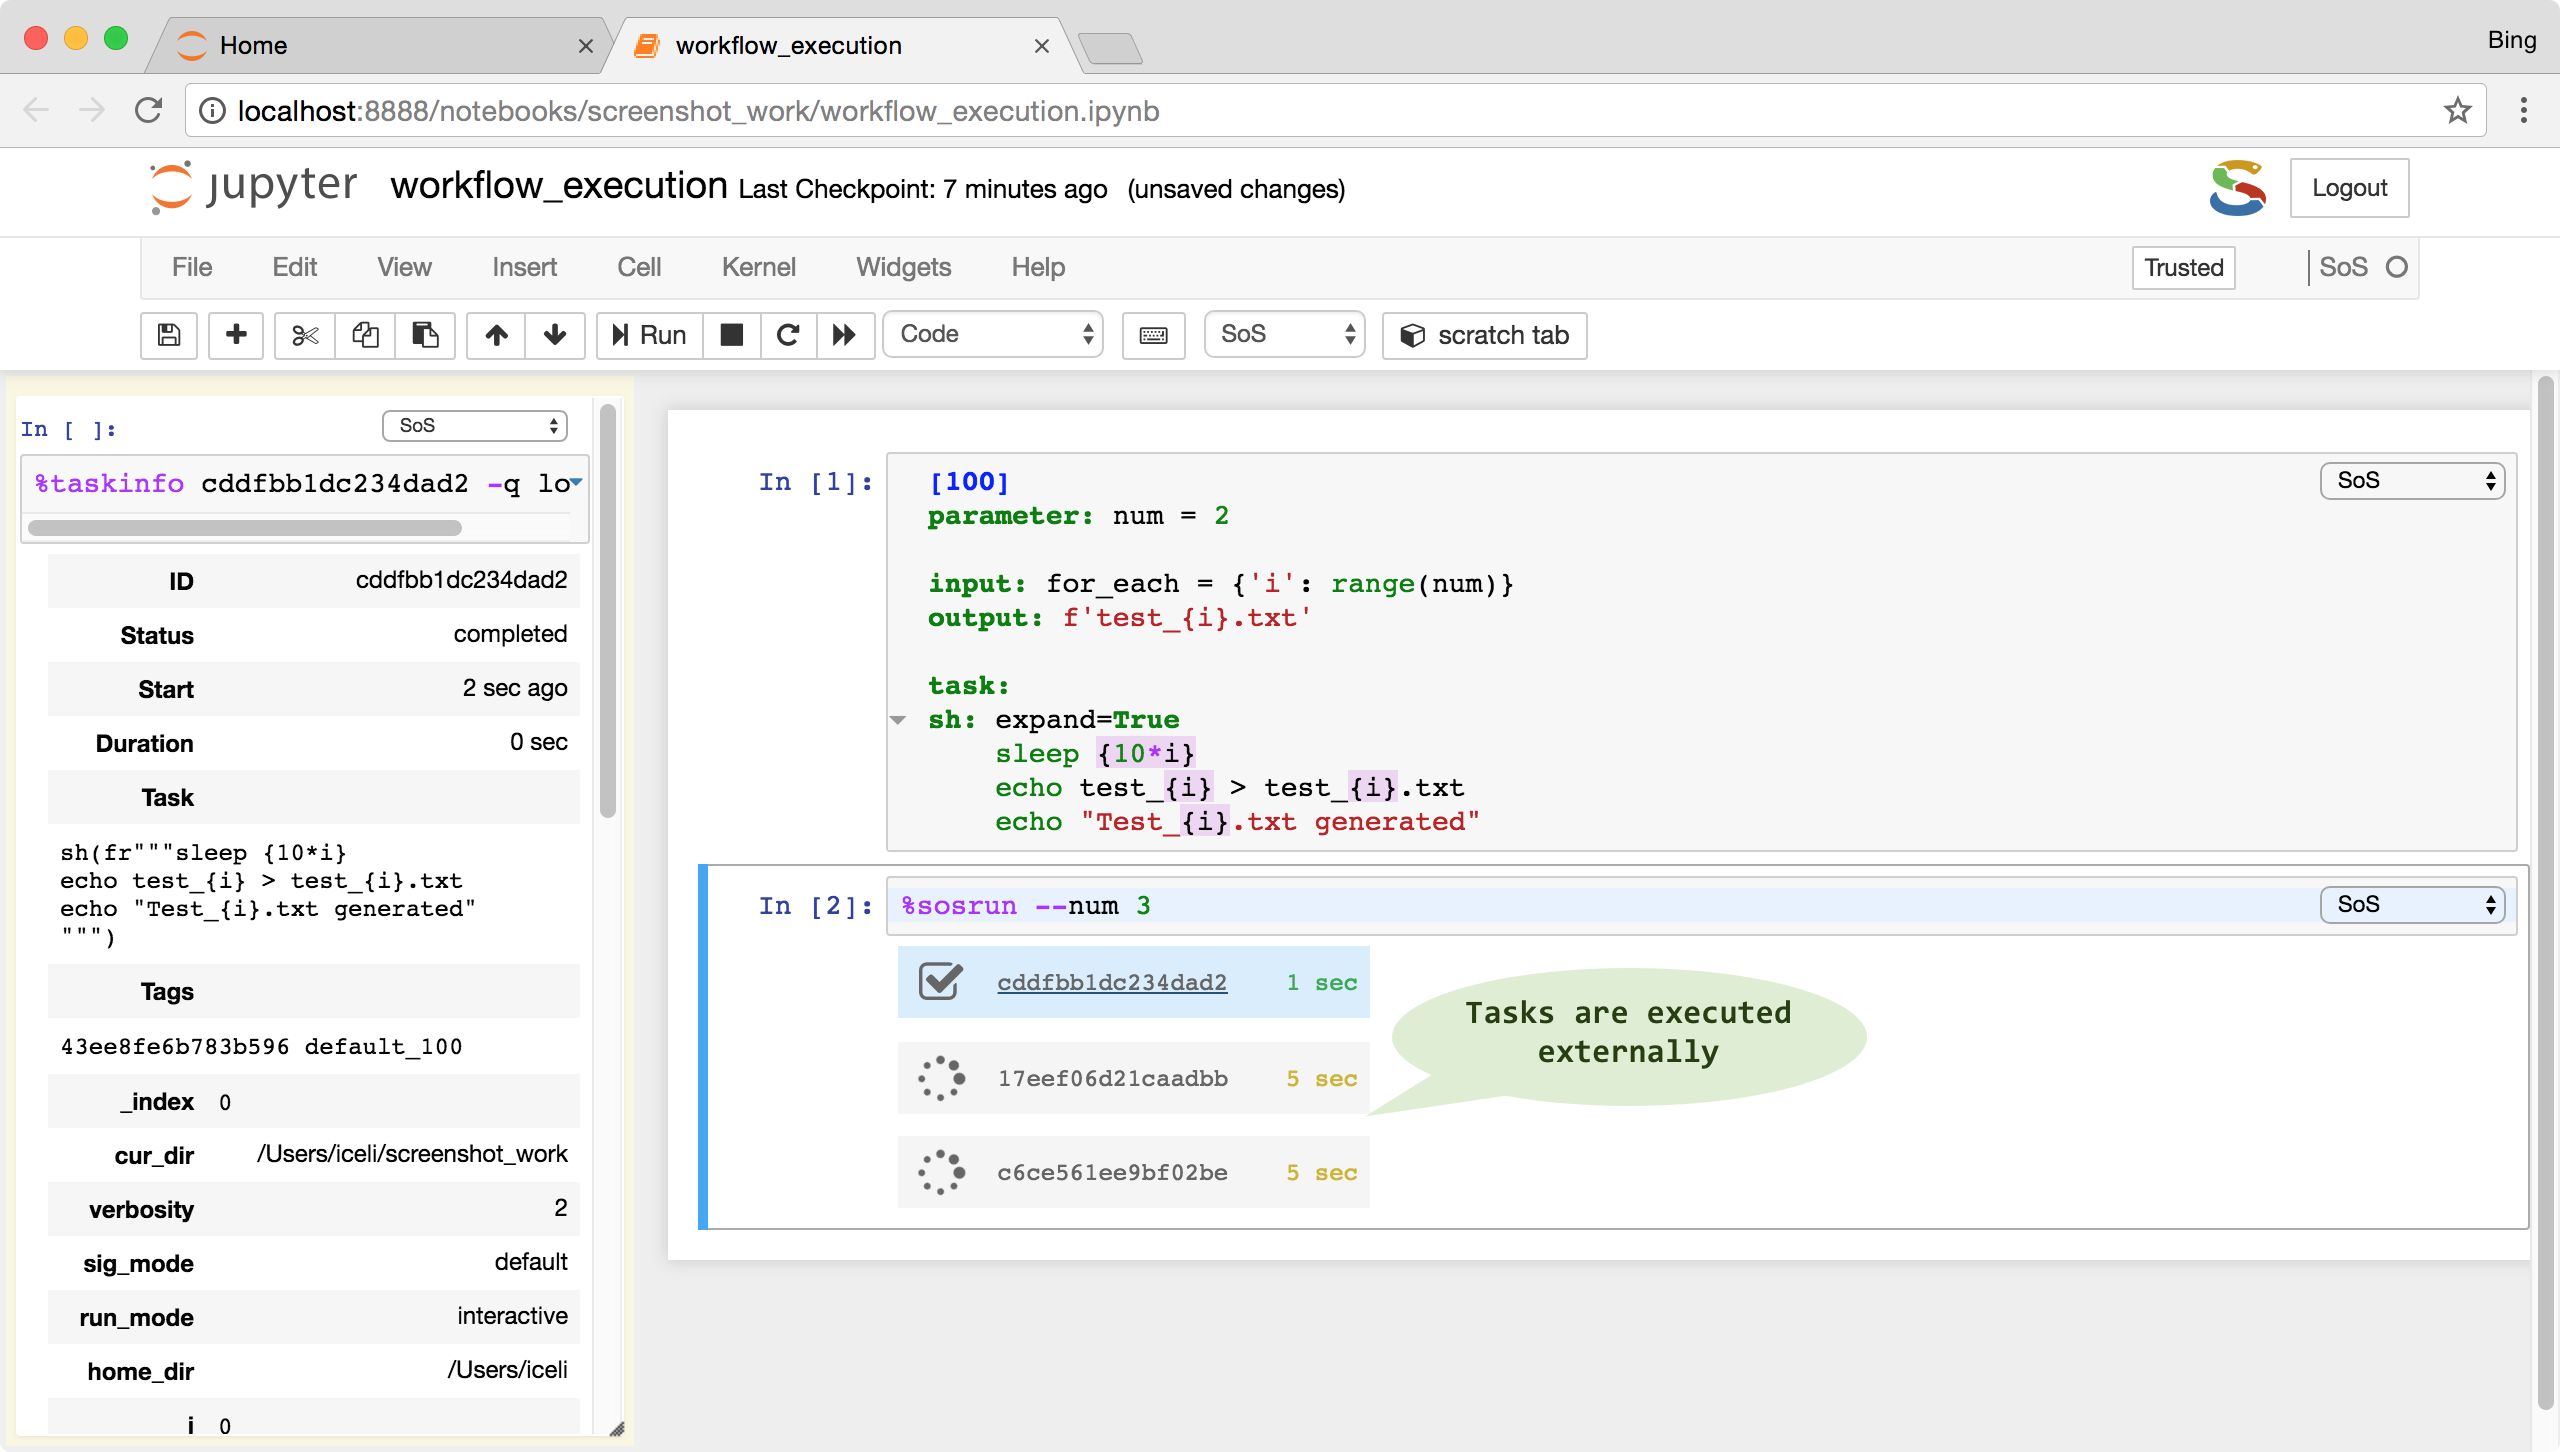 Home
workflow_execution
Bing
localhost:8888/notebooks/screenshot_work/workflow_execution.ipynb
jupyter workflow_execution Last Checkpoint: 7 minutes ago (unsaved changes)
Logout
File Edit View Insert Cell Kernel Widgets Help
Trusted
SoS
Run
Code
SoS
scratch tab
In [ ]:
SoS
%taskinfo cddfbb1dc234dad2 -q lo
ID cddfbb1dc234dad2
Status completed
Start 2 sec ago
Duration 0 sec
Task
sh(fr"""sleep {10*i}
echo test_{i} > test_{i}.txt
echo "Test_{i}.txt generated"
""")
Tags
43ee8fe6b783b596 default_100
_index 0
cur_dir /Users/iceli/screenshot_work
verbosity 2
sig_mode default
run_mode interactive
home_dir /Users/iceli
i 0
In [1]:
SoS
[100]
parameter: num = 2
input: for_each = {'i': range(num)}
output: f'test_{i}.txt'
task:
sh: expand=True
sleep {10*i}
echo test_{i} > test_{i}.txt
echo "Test_{i}.txt generated"
In [2]:
%sosrun --num 3
SoS
cddfbb1dc234dad2 1 sec
17eef06d21caadbb 5 sec
c6ce561ee9bf02be 5 sec
Tasks are executed
externally